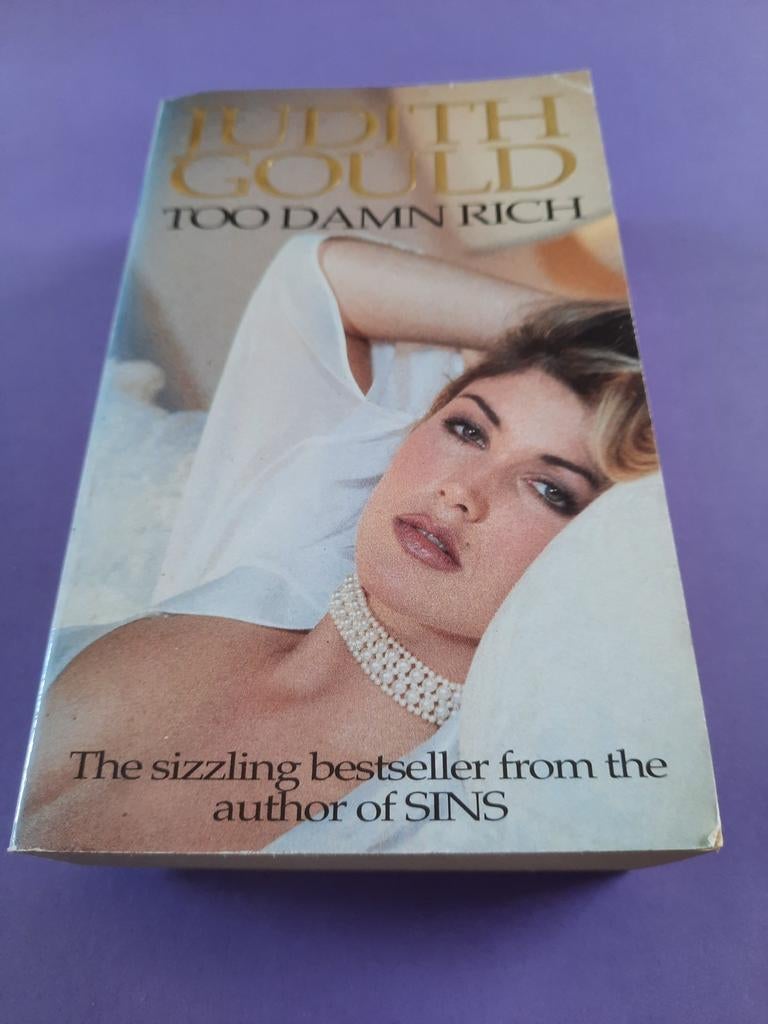 JUDITH
GOULD
TOO DAMN RICH
The sizzling bestseller from the
author of SINS